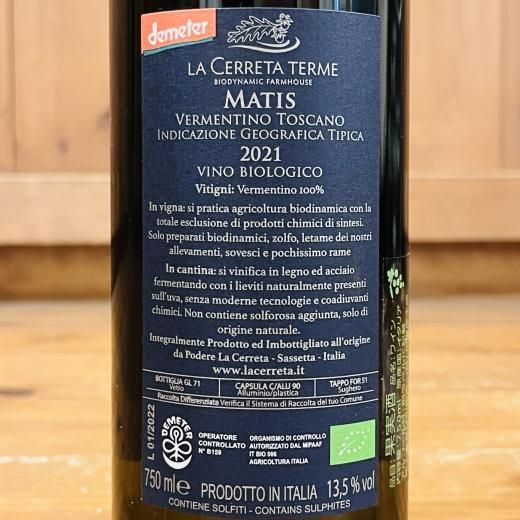 demeter
LA CERRETA TERME
BIODYNAMIC FARMHOUSE
MATIS
VERMENTINO TOSCANO
INDICAZIONE GEOGRAFICA TIPICA
2021
VINO BIOLOGICO
Vitigni: Vermentino 100%
In vigna: si pratica agricoltura biodinamica con la
totale esclusione di prodotti chimici di sintesi.
Solo preparati biodinamici, zolfo, letame dei nostri
allevamenti, sovesci e pochissimo rame
In cantina: si vinifica in legno ed acciaio
fermentando con i lieviti naturalmente presenti
sull'uva, senza moderne tecnologie e coadiuvanti
chimici. Non contiene solforosa aggiunta, solo di
origine naturale.
Integralmente Prodotto ed Imbottigliato all'origine
da Podere La Cerreta - Sassetta - Italia
www.lacerreta.it
BOTTIGLIA GL 71 CAPSULA C/ALU 90 TAPPO FOR 51
Vetro Alluminio/plastica Sughero
Raccolta Differenziata Verifica il Sistema di Raccolta del tuo Comune
L 01/2022
DEMETER
OPERATORE
CONTROLLATO
N° B159
ORGANISMO DI CONTROLLO
AUTORIZZATO DAL MIPAAF
IT BIO 006
AGRICOLTURA ITALIA
750 ml e PRODOTTO IN ITALIA 13,5% vol
CONTIENE SOLFITI - CONTAINS SULPHITES
果実酒